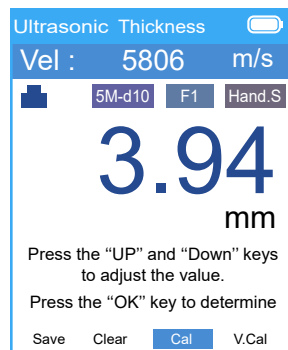 Ultrasonic Thickness
Vel : 5806 m/s
5M-d10 F1 Hand.S
3.94
mm
Press the “UP” and “Down” keys
to adjust the value.
Press the “OK” key to determine
Save Clear Cal V.Cal